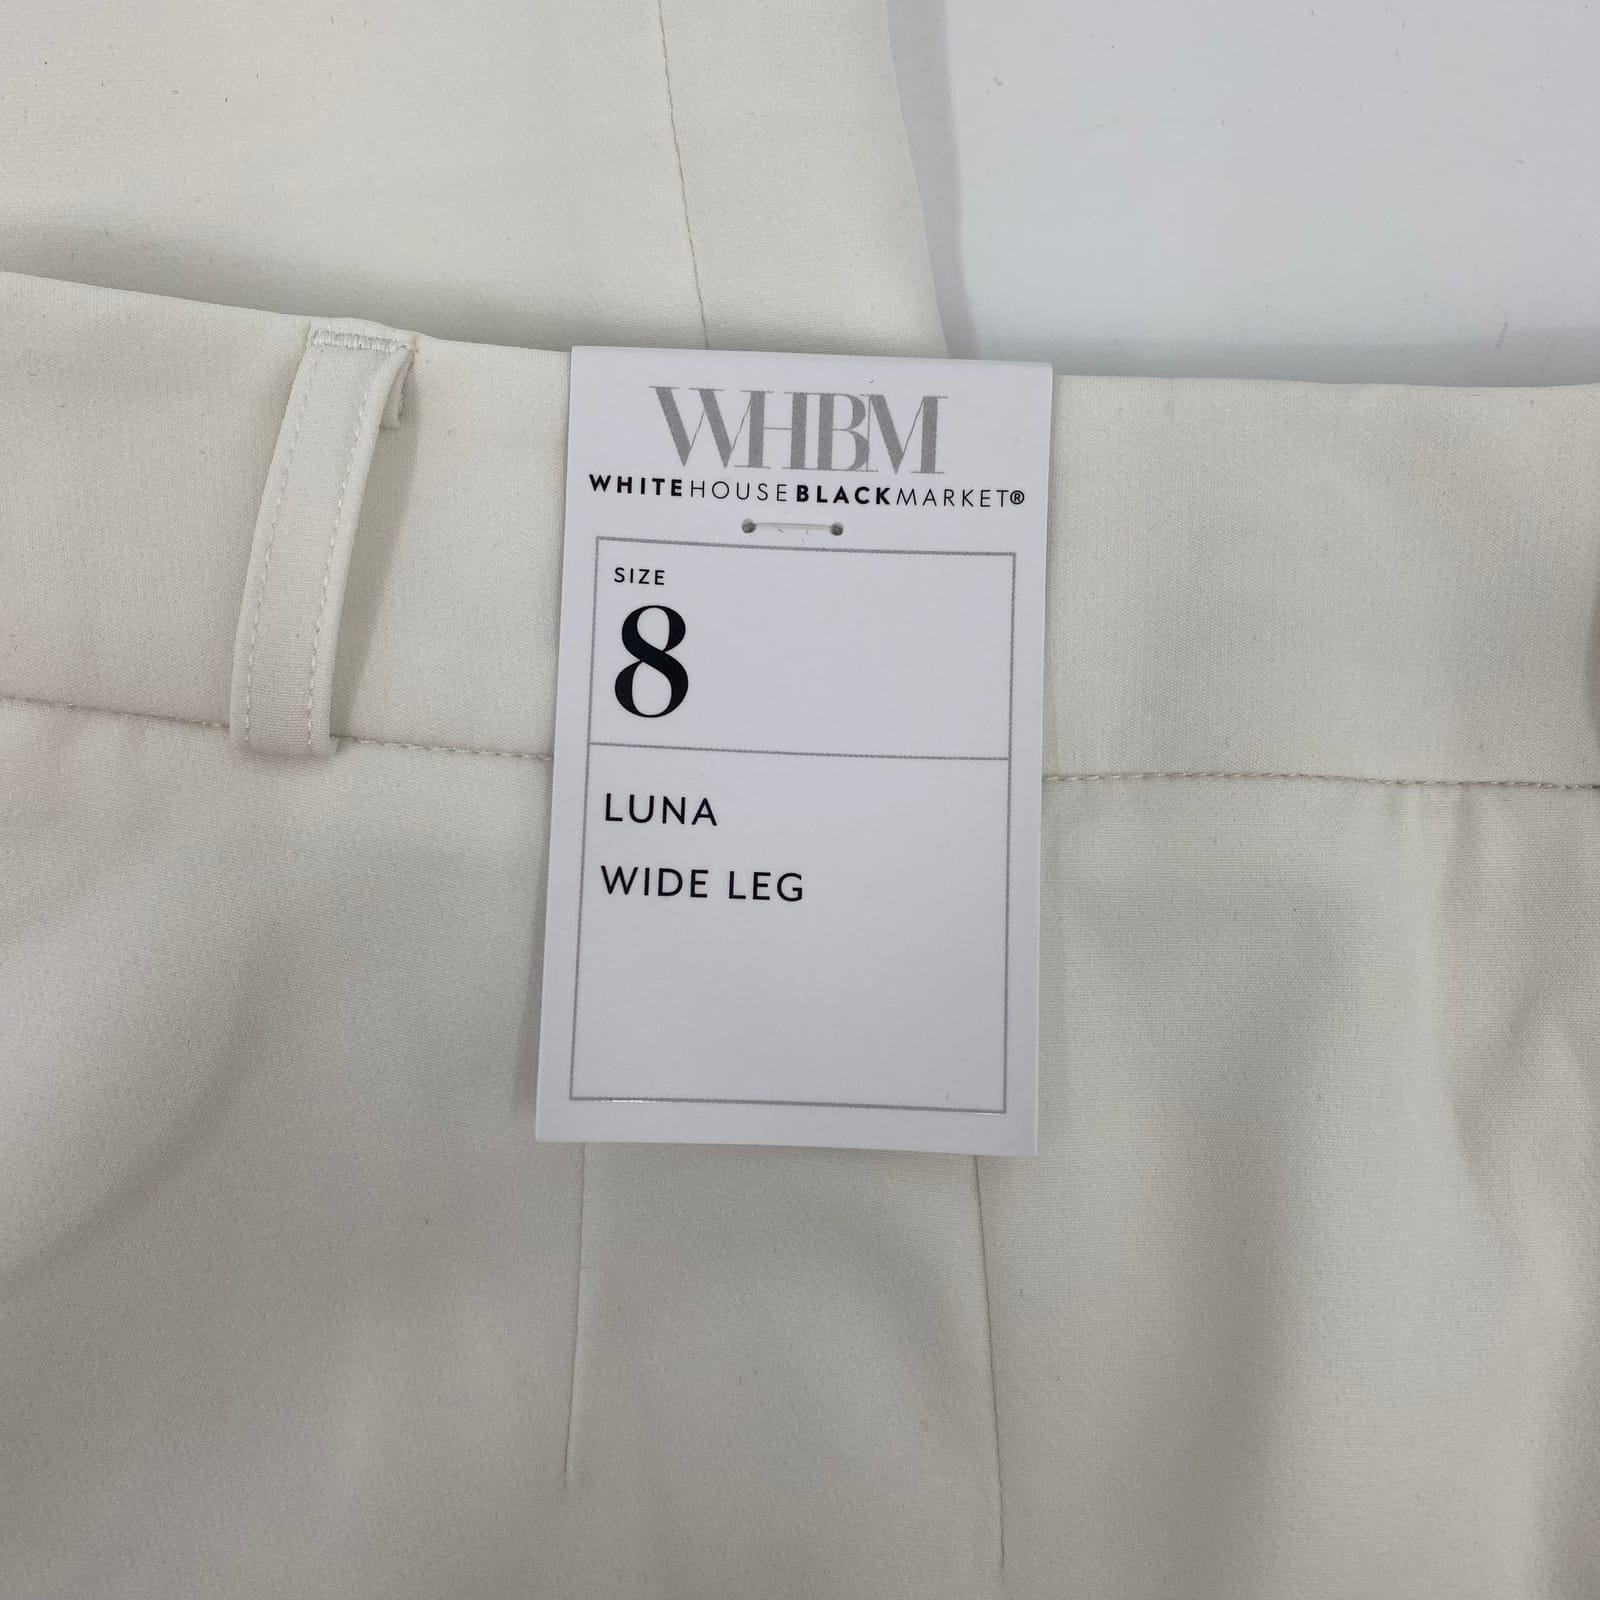 WHBM
WHITEHOUSEBLACKMARKET®
SIZE
8
LUNA
WIDE LEG